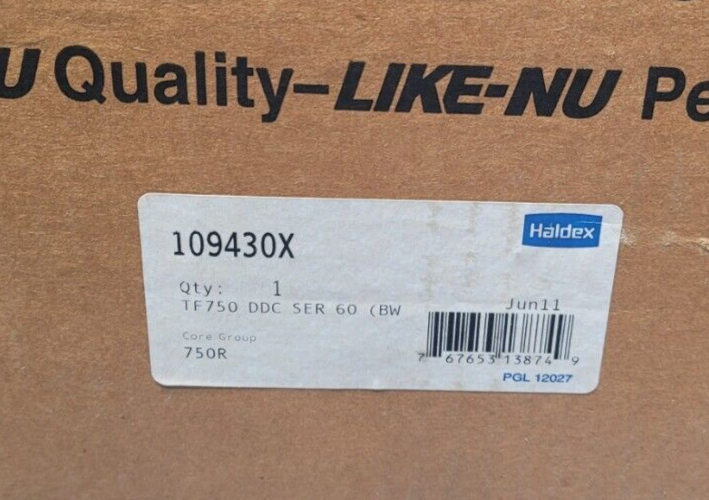 U Quality-LIKE-NU Pe
109430X
Haldex
Qty: 1
TF750 DDC SER 60 (BW
Jun11
Core Group
750R
7 67653 13874 9
PGL 12027